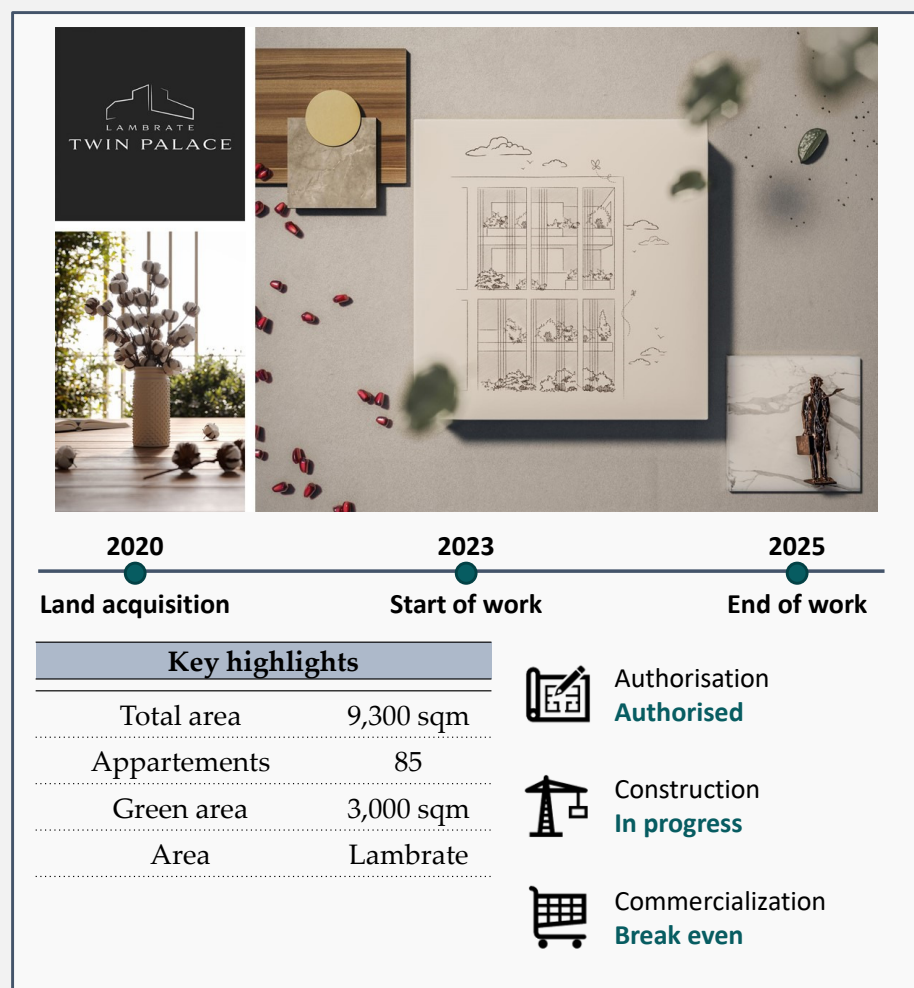 LAMBRATE
TWIN PALACE
2020
2023
2025
Land acquisition
Start of work
End of work
Key highlights
Total area 9,300 sqm
Appartements 85
Green area 3,000 sqm
Area Lambrate
Authorisation
Authorised
Construction
In progress
Commercialization
Break even